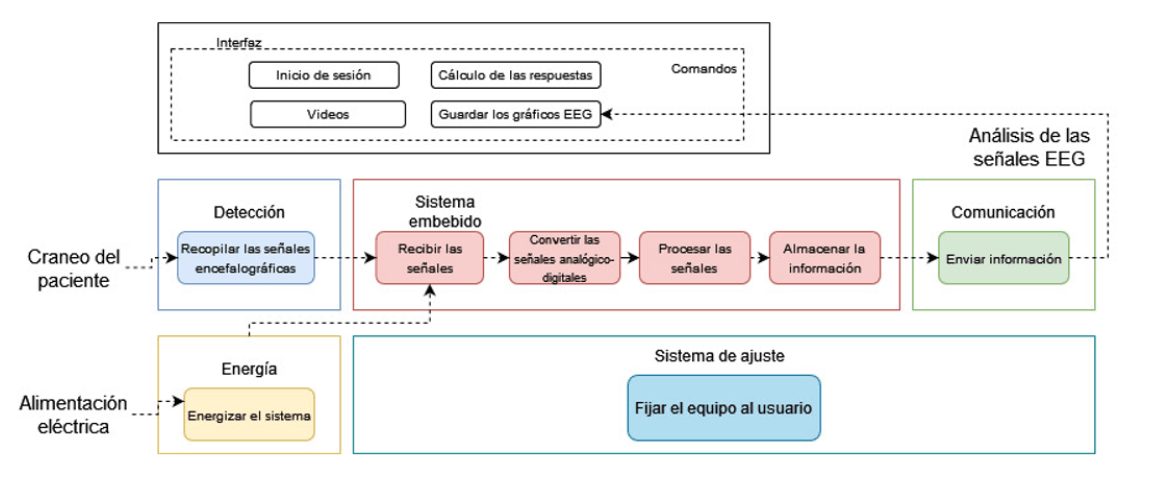 Interfaz
Comandos
Inicio de sesión
Cálculo de las respuestas
Videos
Guardar los gráficos EEG
Análisis de las
señales EEG
Detección
Recopilar las señales
encefalográficas
Sistema
embebido
Recibir las
señales
Convertir las
señales analógico-
digitales
Procesar las
señales
Almacenar la
información
Comunicación
Enviar información
Craneo del
paciente
Energía
Energizar el sistema
Alimentación
eléctrica
Sistema de ajuste
Fijar el equipo al usuario